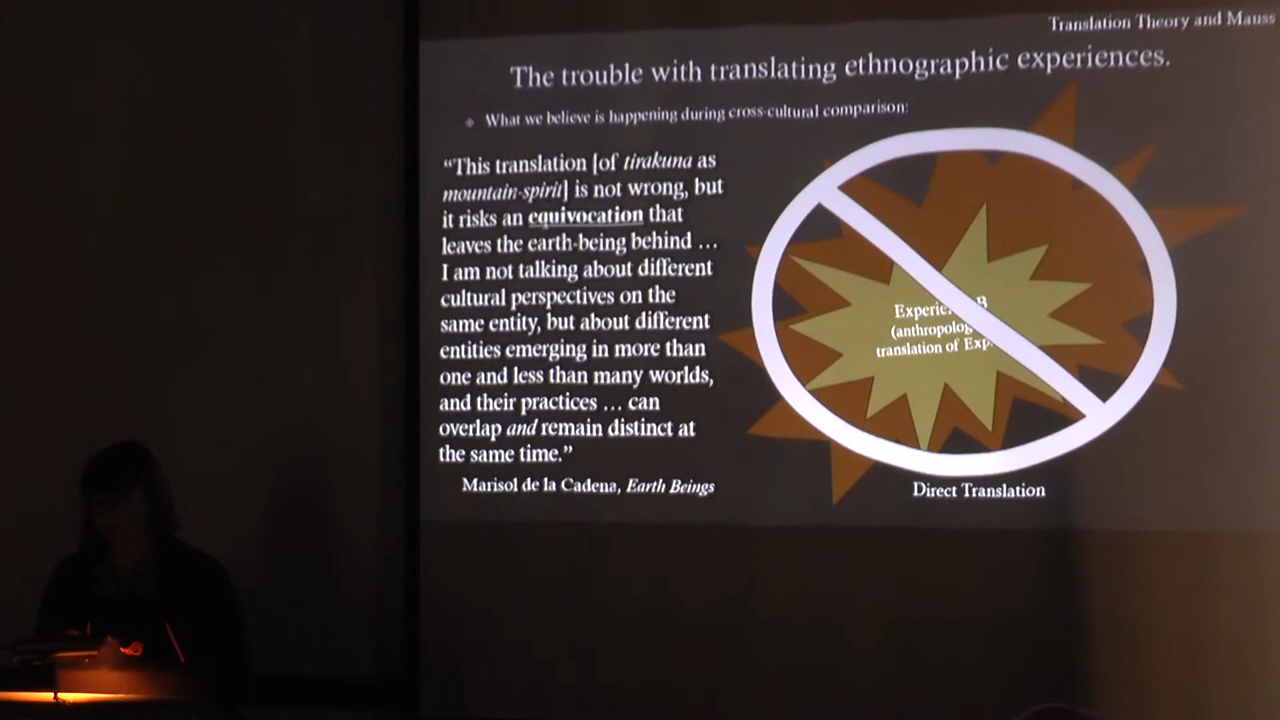 Translation Theory and Mauss
The trouble with translating ethnographic experiences.
What we believe is happening during cross-cultural comparison:
“This translation [of tirakuna as
mountain-spirit] is not wrong, but
it risks an equivocation that
leaves the earth-being behind …
I am not talking about different
cultural perspectives on the
same entity, but about different
entities emerging in more than
one and less than many worlds,
and their practices … can
overlap and remain distinct at
the same time.”
Marisol de la Cadena, Earth Beings
B
translation of
Direct Translation